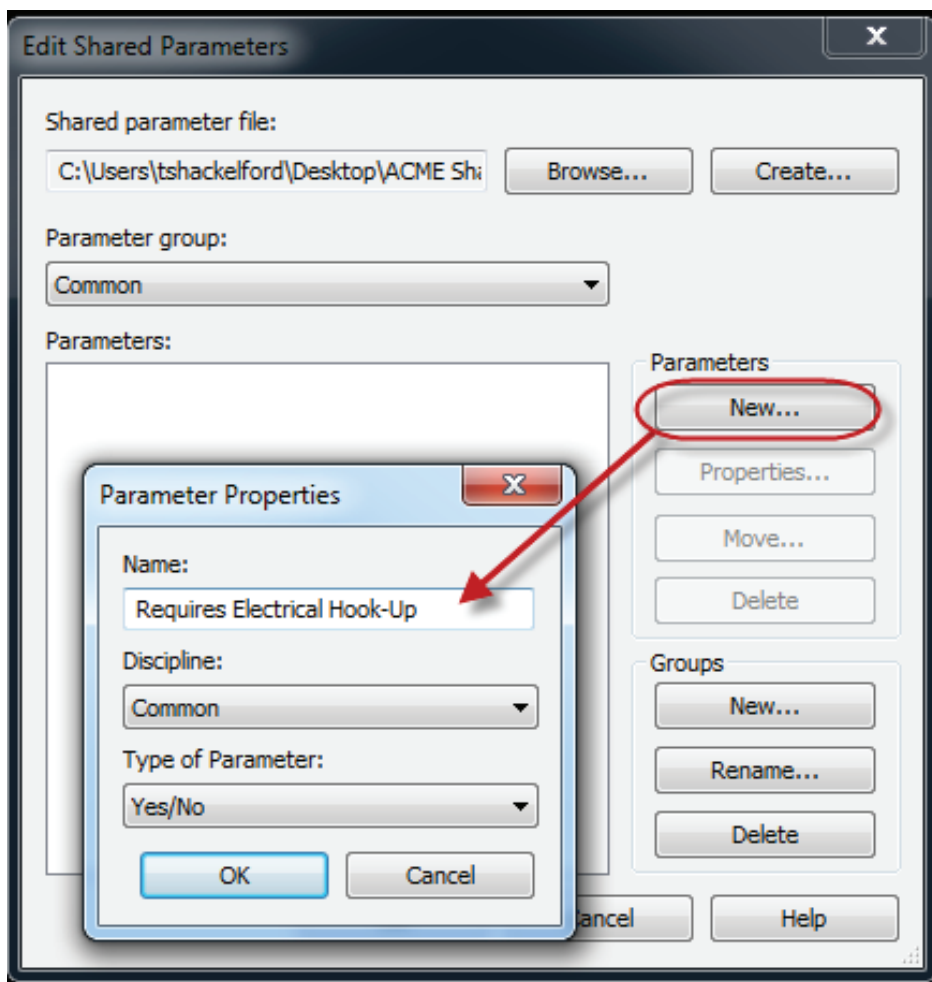 Edit Shared Parameters
Shared parameter file:
C:\Users\tshackelford\Desktop\ACME Sha
Browse...
Create...
Parameter group:
Common
Parameters:
Parameters
New...
Properties...
Move...
Delete
Parameter Properties
Name:
Requires Electrical Hook-Up
Discipline:
Common
Type of Parameter:
Yes/No
OK
Cancel
Groups
New...
Rename...
Delete
Cancel
Help